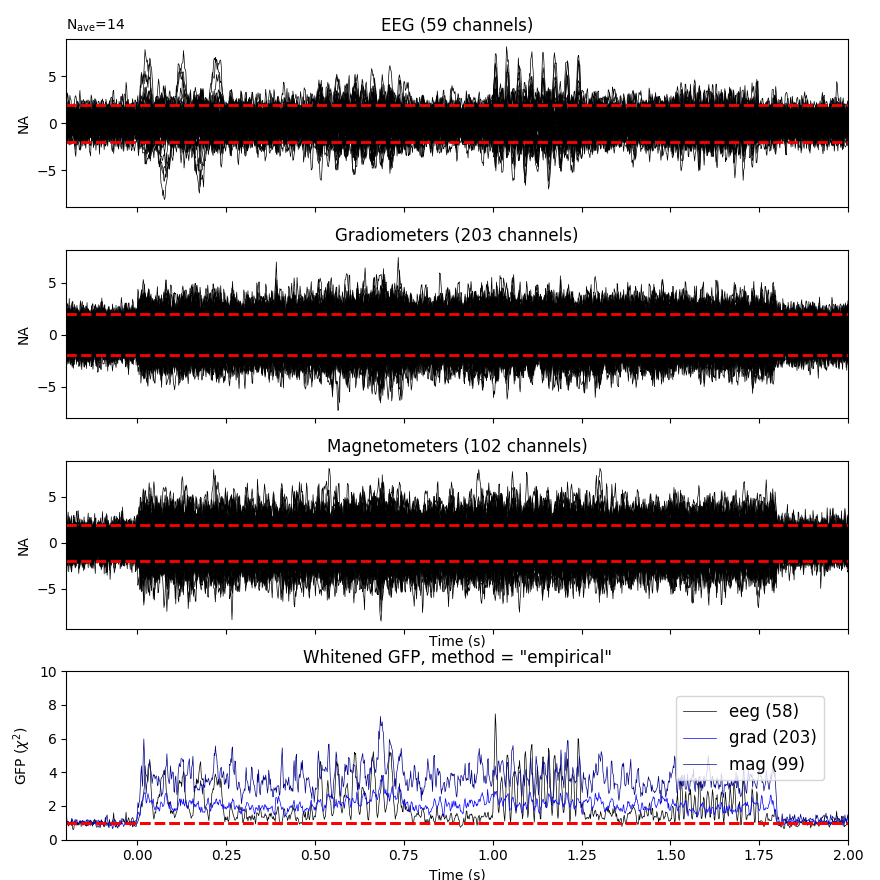 N_ave=14
EEG (59 channels)
5
0
−5
NA
Gradiometers (203 channels)
5
0
−5
NA
Magnetometers (102 channels)
5
0
−5
NA
Time (s)
Whitened GFP, method = "empirical"
10
8
6
4
2
0
GFP (χ²)
eeg (58)
grad (203)
mag (99)
0.00 0.25 0.50 0.75 1.00 1.25 1.50 1.75 2.00
Time (s)